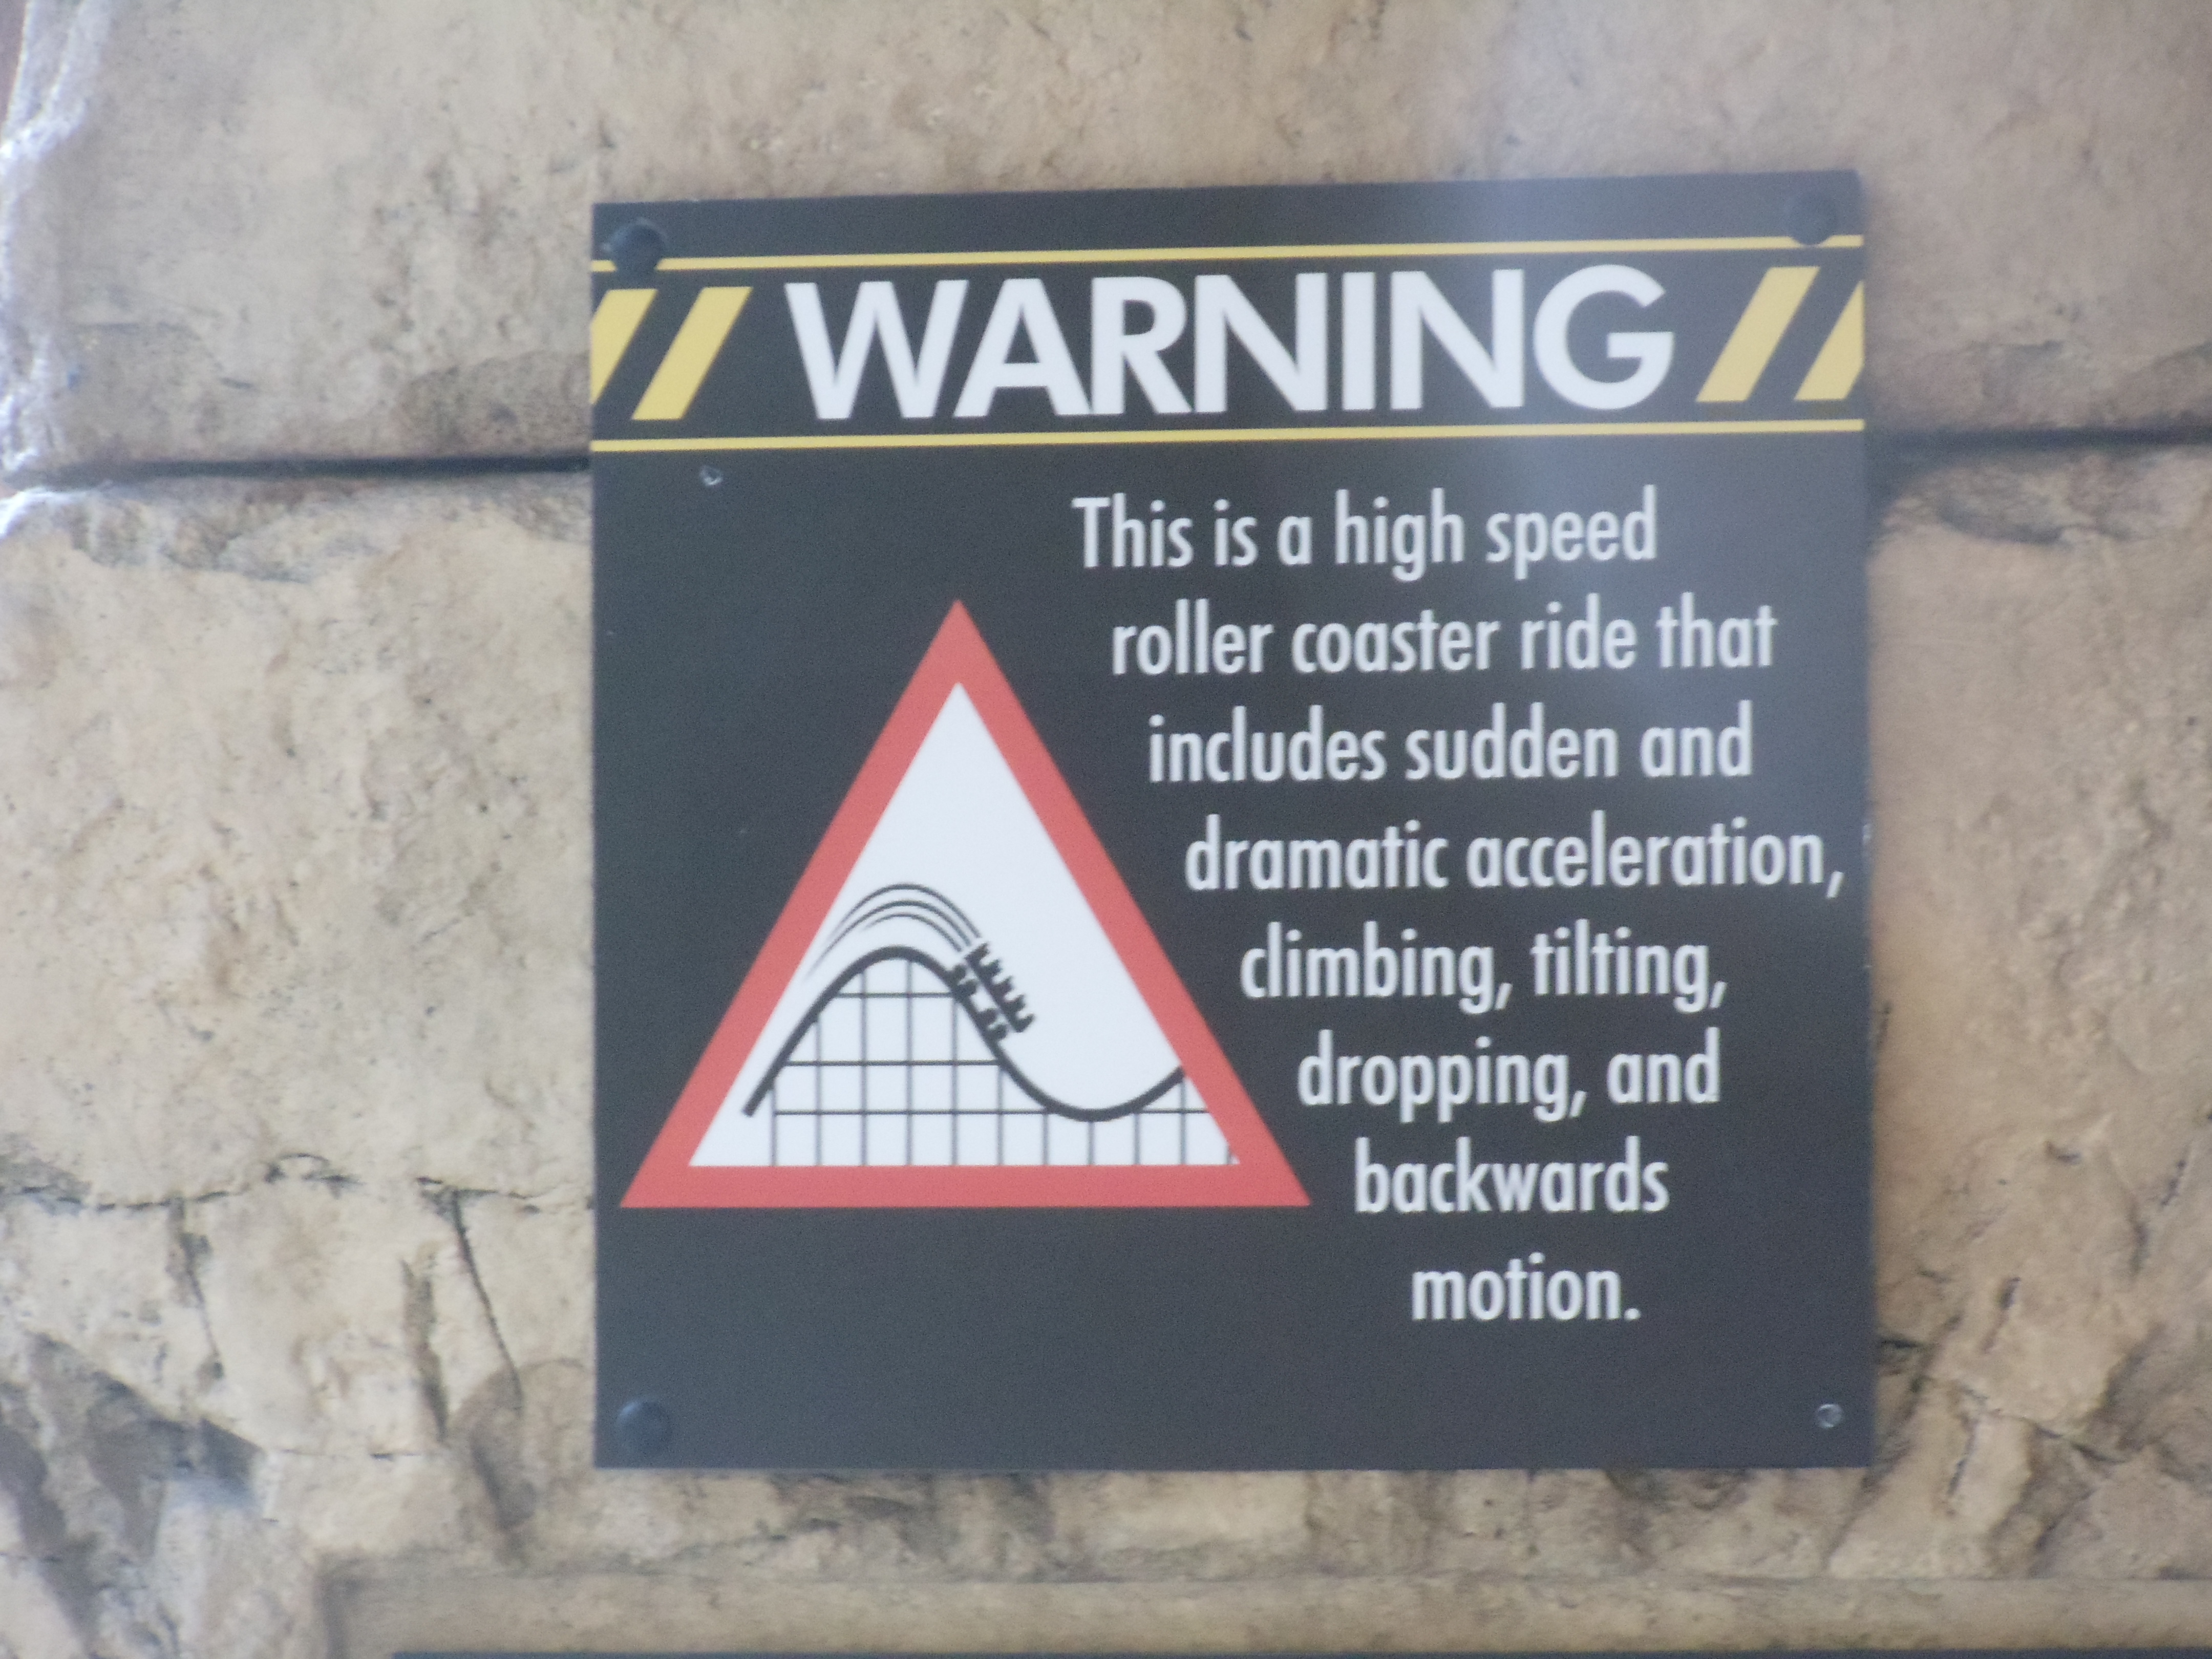 WARNING
This is a high speed
roller coaster ride that
includes sudden and
dramatic acceleration,
climbing, tilting,
dropping, and
backwards
motion.